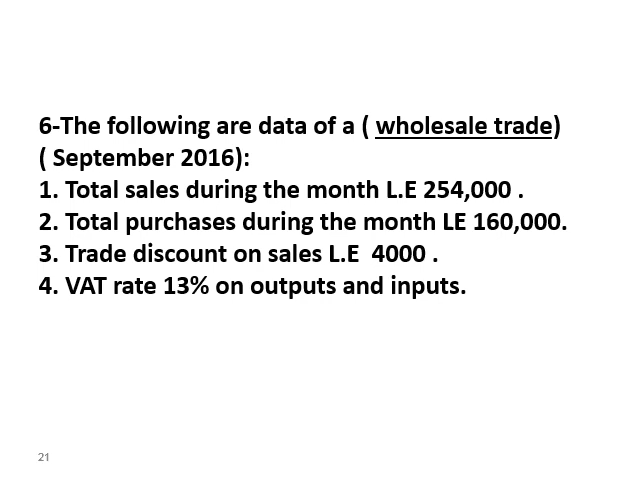 6-The following are data of a ( wholesale trade)
( September 2016):
1. Total sales during the month L.E 254,000 .
2. Total purchases during the month LE 160,000.
3. Trade discount on sales L.E  4000 .
4. VAT rate 13% on outputs and inputs.
21